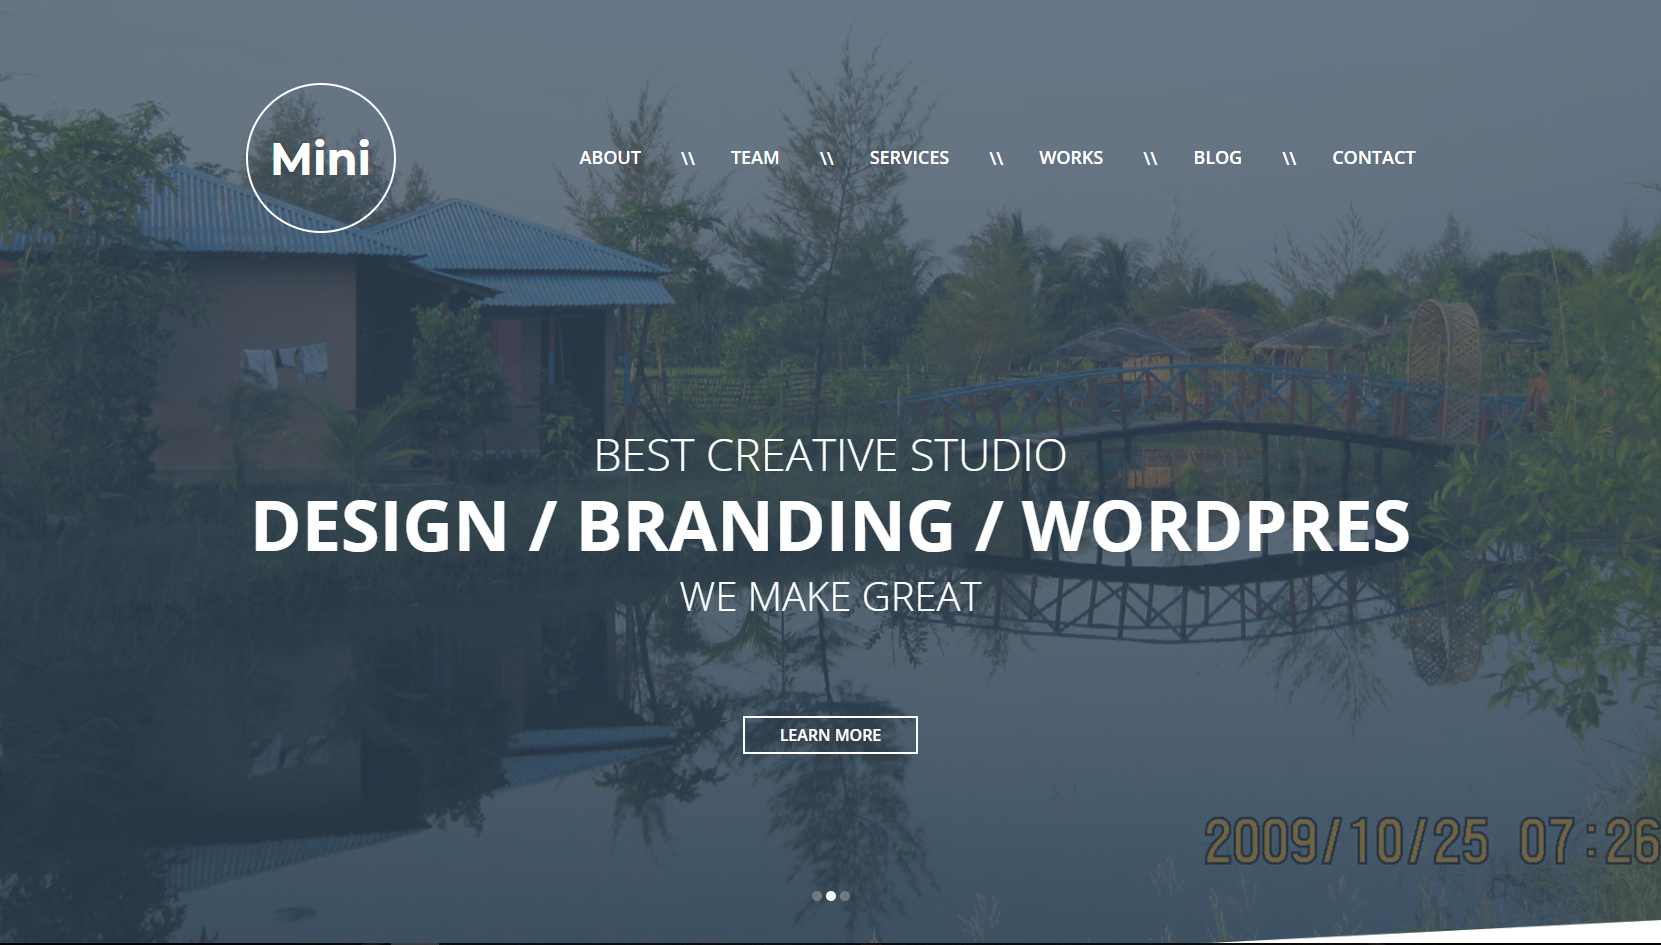 Mini
ABOUT \\ TEAM \\ SERVICES \\ WORKS \\ BLOG \\ CONTACT
BEST CREATIVE STUDIO
DESIGN / BRANDING / WORDPRES
WE MAKE GREAT
LEARN MORE
2009/10/25 07:26